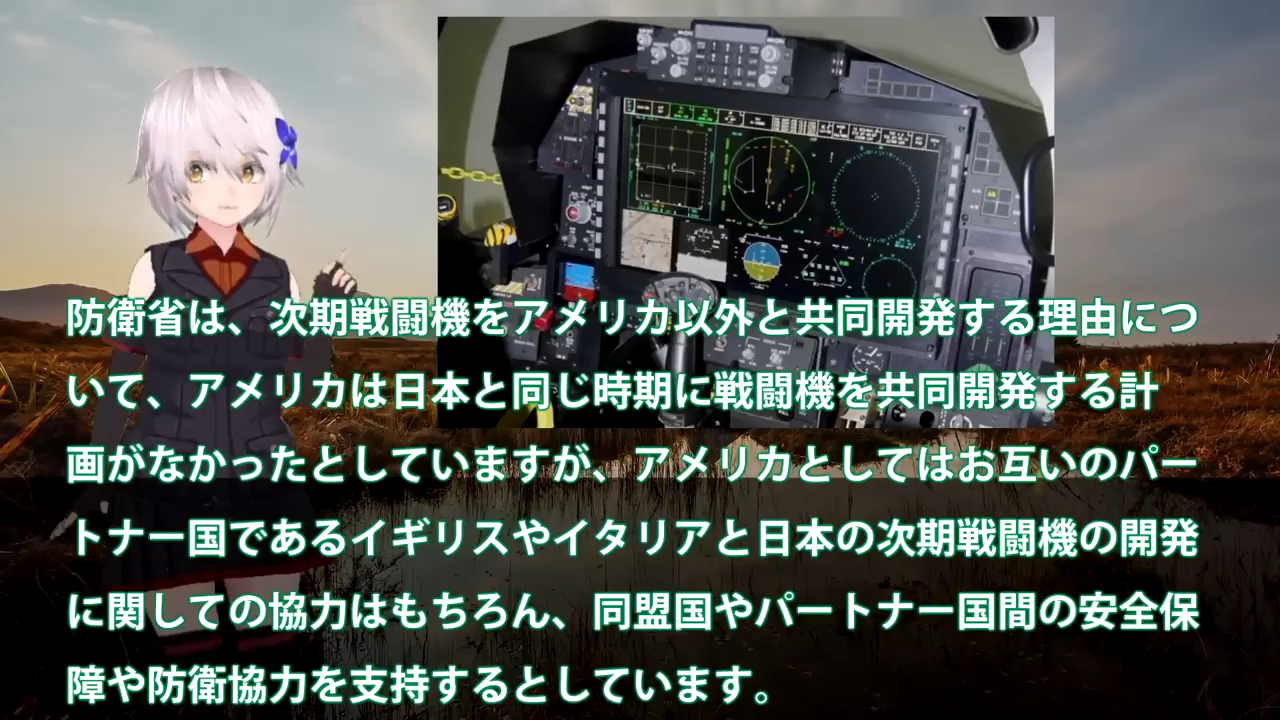 防衛省は、次期戦闘機をアメリカ以外と共同開発する理由につ
いて、アメリカは日本と同じ時期に戦闘機を共同開発する計
画がなかったとしていますが、アメリカとしてはお互いのパー
トナー国であるイギリスやイタリアと日本の次期戦闘機の開発
に関しての協力はもちろん、同盟国やパートナー国間の安全保
障や防衛協力を支持するとしています。